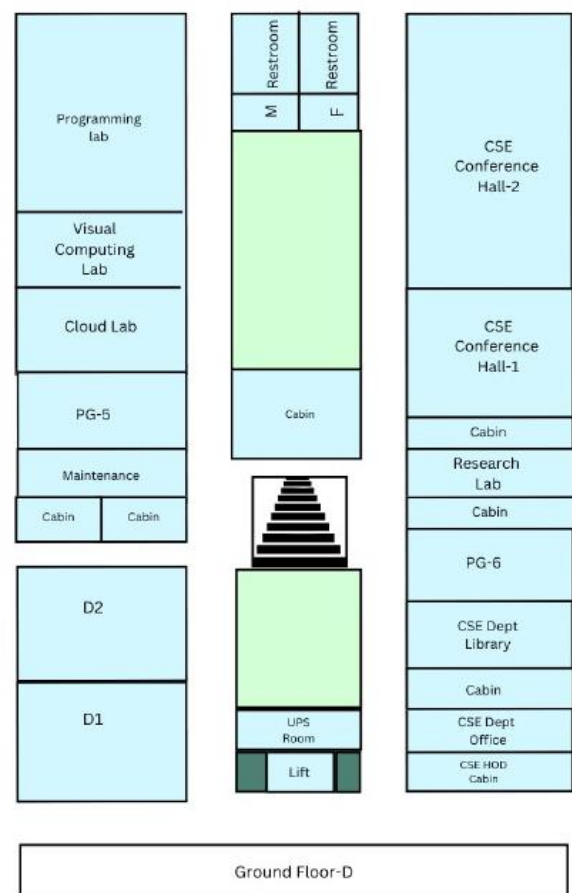 Programming
lab
Visual
Computing
Lab
Cloud Lab
PG-5
Maintenance
Cabin
Cabin
D2
D1
Restroom
Restroom
M
F
Cabin
UPS
Room
Lift
CSE
Conference
Hall-2
CSE
Conference
Hall-1
Cabin
Research
Lab
Cabin
PG-6
CSE Dept
Library
Cabin
CSE Dept
Office
CSE HOD
Cabin
Ground Floor-D